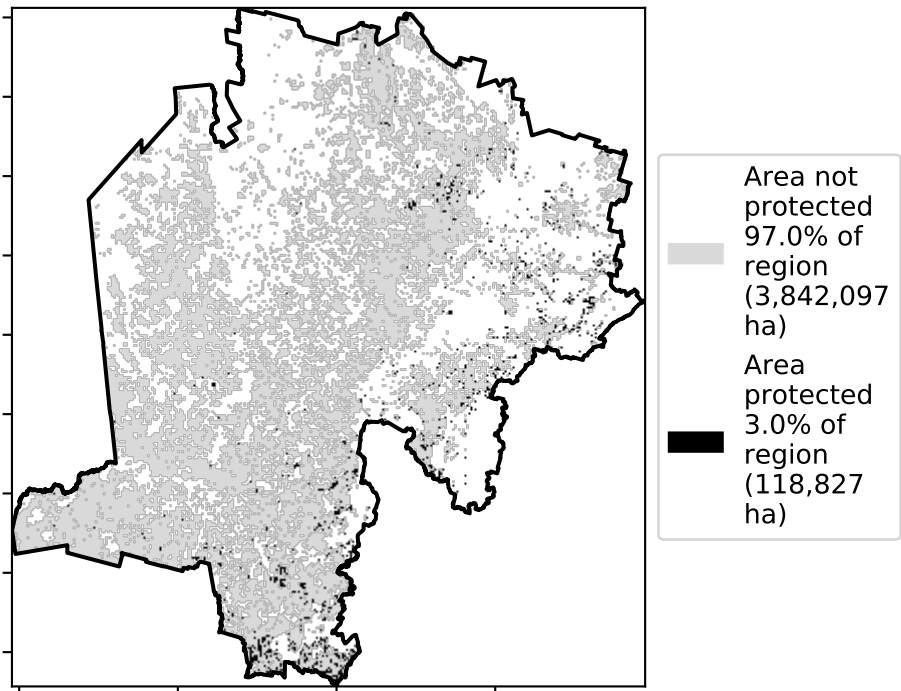 Area not
protected
97.0% of
region
(3,842,097
ha)
Area
protected
3.0% of
region
(118,827
ha)